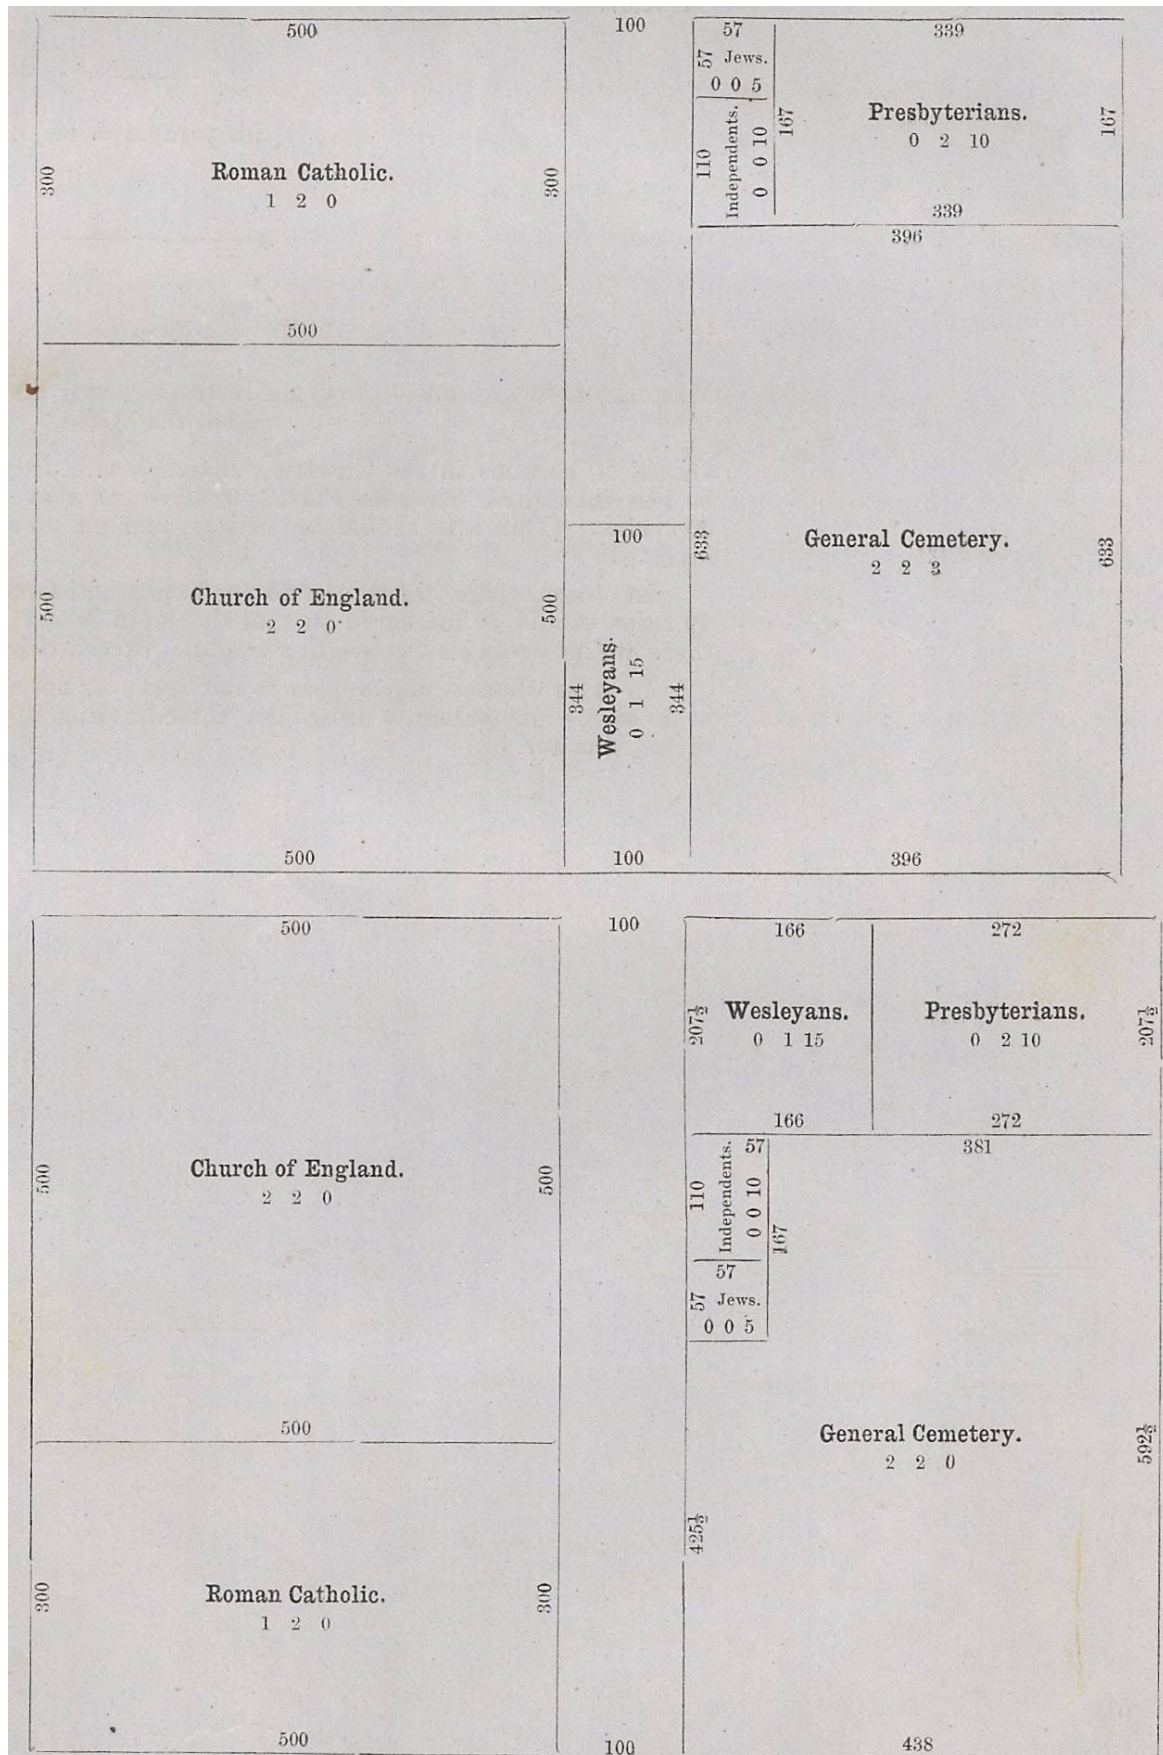 500
100
57
339
57
Jews.
0 0 5
167
Presbyterians.
0 2 10
167
110
Independents.
0 0 10
339
396
300
Roman Catholic.
1 2 0
300
500
500
Church of England.
2 2 0
500
100
344
Wesleyans.
0 1 15
344
633
General Cemetery.
2 2 3
633
500
100
396
500
100
166
272
207½
Wesleyans.
0 1 15
Presbyterians.
0 2 10
207½
166
272
381
500
Church of England.
2 2 0
500
110
Independents.
0 0 10
57
167
57
57
Jews.
0 0 5
500
General Cemetery.
2 2 0
592½
425½
300
Roman Catholic.
1 2 0
300
500
100
438